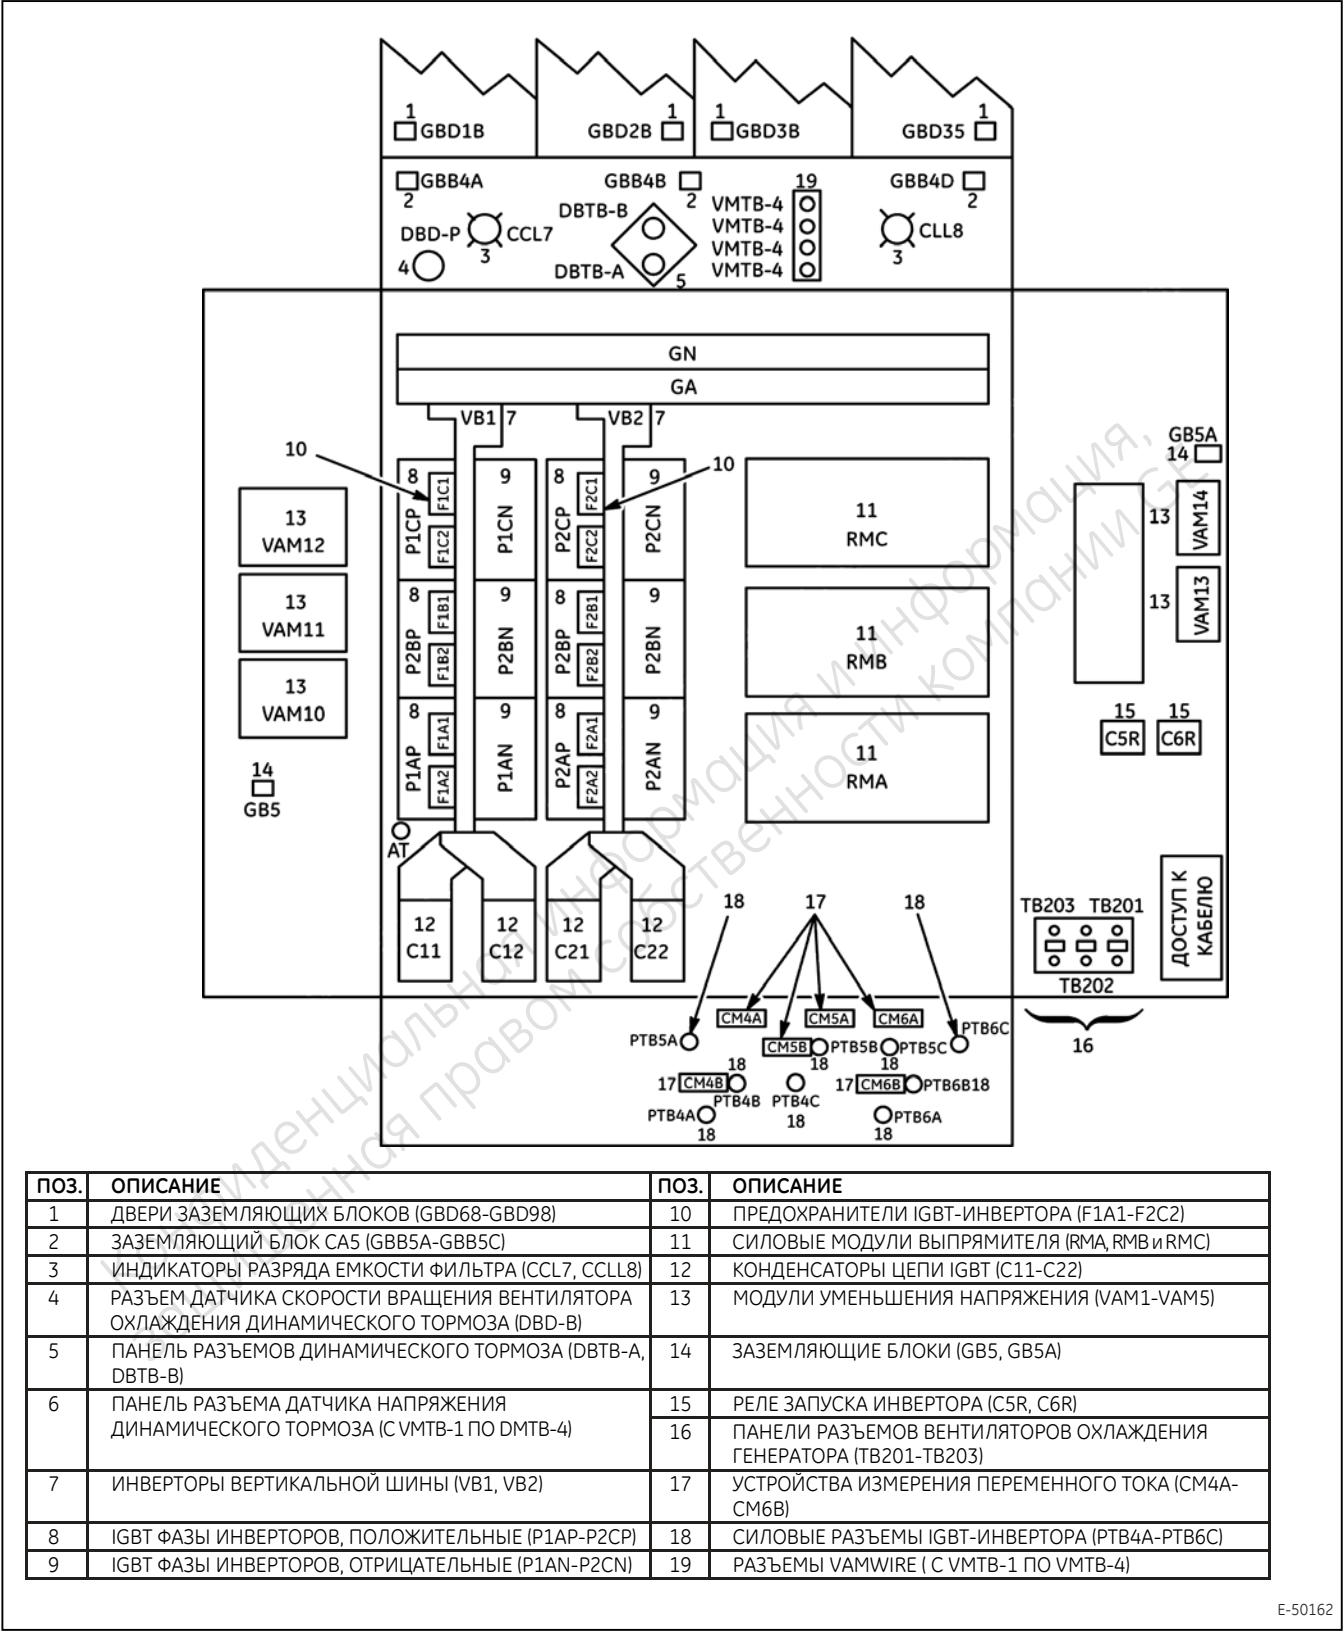 1 1 1 1
GBD1B GBD2B GBD3B GBD35
GBB4A GBB4B 19 GBB4D
2 2 2
DBTB-B VMTB-4
DBD-P CCL7 VMTB-4 CLL8
3 VMTB-4 3
4 DBTB-A VMTB-4
5
GN
GA
VB1 7 VB2 7
10 10
GB5A
14
8 F1C1 9 8 F2C1 9
P1CP P1CN P2CP P2CN
F1C2 F2C2
11
RMC
13
VAM12
13 VAM14
8 F1B1 9 8 F2B1 9
P2BP P2BN P2BP P2BN
F1B2 F2B2
13
VAM11
11
RMB
13 VAM13
13
VAM10
8 F1A1 9 8 F2A1 9
P1AP P1AN P2AP P2AN
F1A2 F2A2
11
RMA
15 15
C5R C6R
14
GB5
AT
12 12 12 12
C11 C12 C21 C22
18 17 18
TB203 TB201
TB202
ДОСТУП К
КАБЕЛЮ
16
CM4A CM5A CM6A
PTB5A CM5B PTB5B PTB5C PTB6C
18 18 18
17 CM4B PTB4B PTB4C 17 CM6B PTB6B18
PTB4A 18 PTB6A
18 18
ПОЗ. ОПИСАНИЕ ПОЗ. ОПИСАНИЕ
1 ДВЕРИ ЗАЗЕМЛЯЮЩИХ БЛОКОВ (GBD68-GBD98) 10 ПРЕДОХРАНИТЕЛИ IGBT-ИНВЕРТОРА (F1A1-F2C2)
2 ЗАЗЕМЛЯЮЩИЙ БЛОК CA5 (GBB5A-GBB5C) 11 СИЛОВЫЕ МОДУЛИ ВЫПРЯМИТЕЛЯ (RMA, RMB и RMC)
3 ИНДИКАТОРЫ РАЗРЯДА ЕМКОСТИ ФИЛЬТРА (CCL7, CCLL8) 12 КОНДЕНСАТОРЫ ЦЕПИ IGBT (C11-C22)
4 РАЗЪЕМ ДАТЧИКА СКОРОСТИ ВРАЩЕНИЯ ВЕНТИЛЯТОРА 13 МОДУЛИ УМЕНЬШЕНИЯ НАПРЯЖЕНИЯ (VAM1-VAM5)
ОХЛАЖДЕНИЯ ДИНАМИЧЕСКОГО ТОРМОЗА (DBD-B)
5 ПАНЕЛЬ РАЗЪЕМОВ ДИНАМИЧЕСКОГО ТОРМОЗА (DBTB-A, 14 ЗАЗЕМЛЯЮЩИЕ БЛОКИ (GB5, GB5A)
DBTB-B)
6 ПАНЕЛЬ РАЗЪЕМА ДАТЧИКА НАПРЯЖЕНИЯ 15 РЕЛЕ ЗАПУСКА ИНВЕРТОРА (C5R, C6R)
ДИНАМИЧЕСКОГО ТОРМОЗА (С VMTB-1 ПО DMTB-4) 16 ПАНЕЛИ РАЗЪЕМОВ ВЕНТИЛЯТОРОВ ОХЛАЖДЕНИЯ
ГЕНЕРАТОРА (TB201-TB203)
7 ИНВЕРТОРЫ ВЕРТИКАЛЬНОЙ ШИНЫ (VB1, VB2) 17 УСТРОЙСТВА ИЗМЕРЕНИЯ ПЕРЕМЕННОГО ТОКА (CM4A-
CM6B)
8 IGBT ФАЗЫ ИНВЕРТОРОВ, ПОЛОЖИТЕЛЬНЫЕ (P1AP-P2CP) 18 СИЛОВЫЕ РАЗЪЕМЫ IGBT-ИНВЕРТОРА (PTB4A-PTB6C)
9 IGBT ФАЗЫ ИНВЕРТОРОВ, ОТРИЦАТЕЛЬНЫЕ (P1AN-P2CN) 19 РАЗЪЕМЫ VAMWIRE ( С VMTB-1 ПО VMTB-4)
Конфиденциальная информация и информация,
защищенная правом собственности компании GE
E-50162